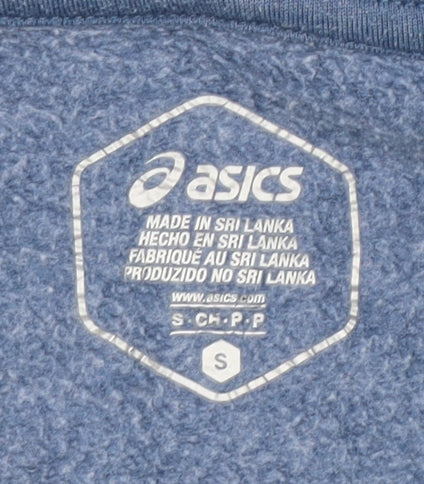 asics
MADE IN SRI LANKA
HECHO EN SRI LANKA
FABRIQUÉ AU SRI LANKA
PRODUZIDO NO SRI LANKA
www.asics.com
S · CH · P · P
S